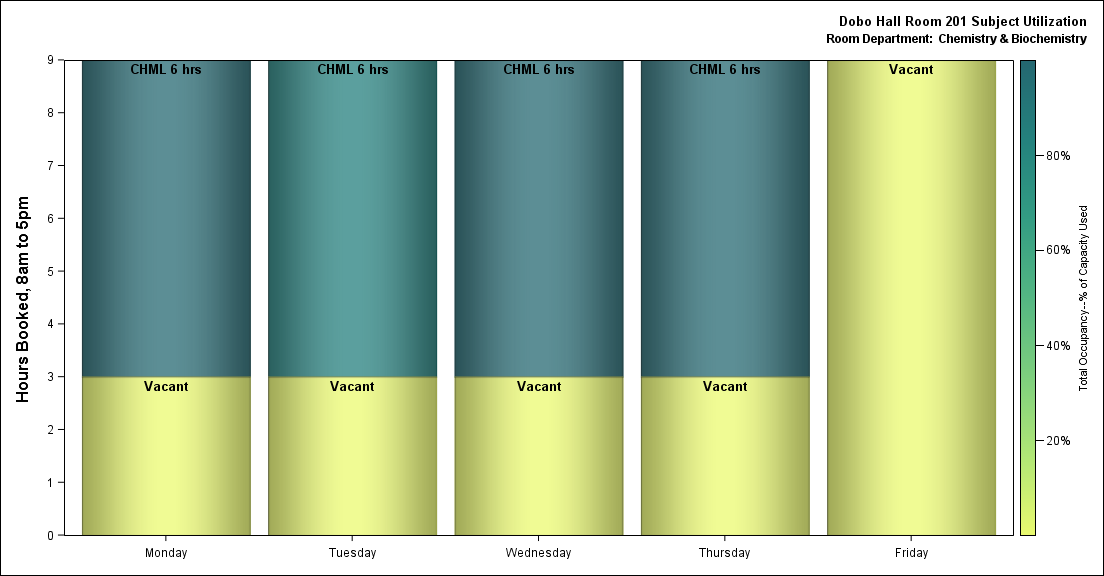 Dobo Hall Room 201 Subject Utilization
Room Department: Chemistry & Biochemistry
Hours Booked, 8am to 5pm
9
8
7
6
5
4
3
2
1
0
CHML 6 hrs
CHML 6 hrs
CHML 6 hrs
CHML 6 hrs
Vacant
Vacant
Vacant
Vacant
Vacant
Monday
Tuesday
Wednesday
Thursday
Friday
80%
60%
40%
20%
Total Occupancy--% of Capacity Used